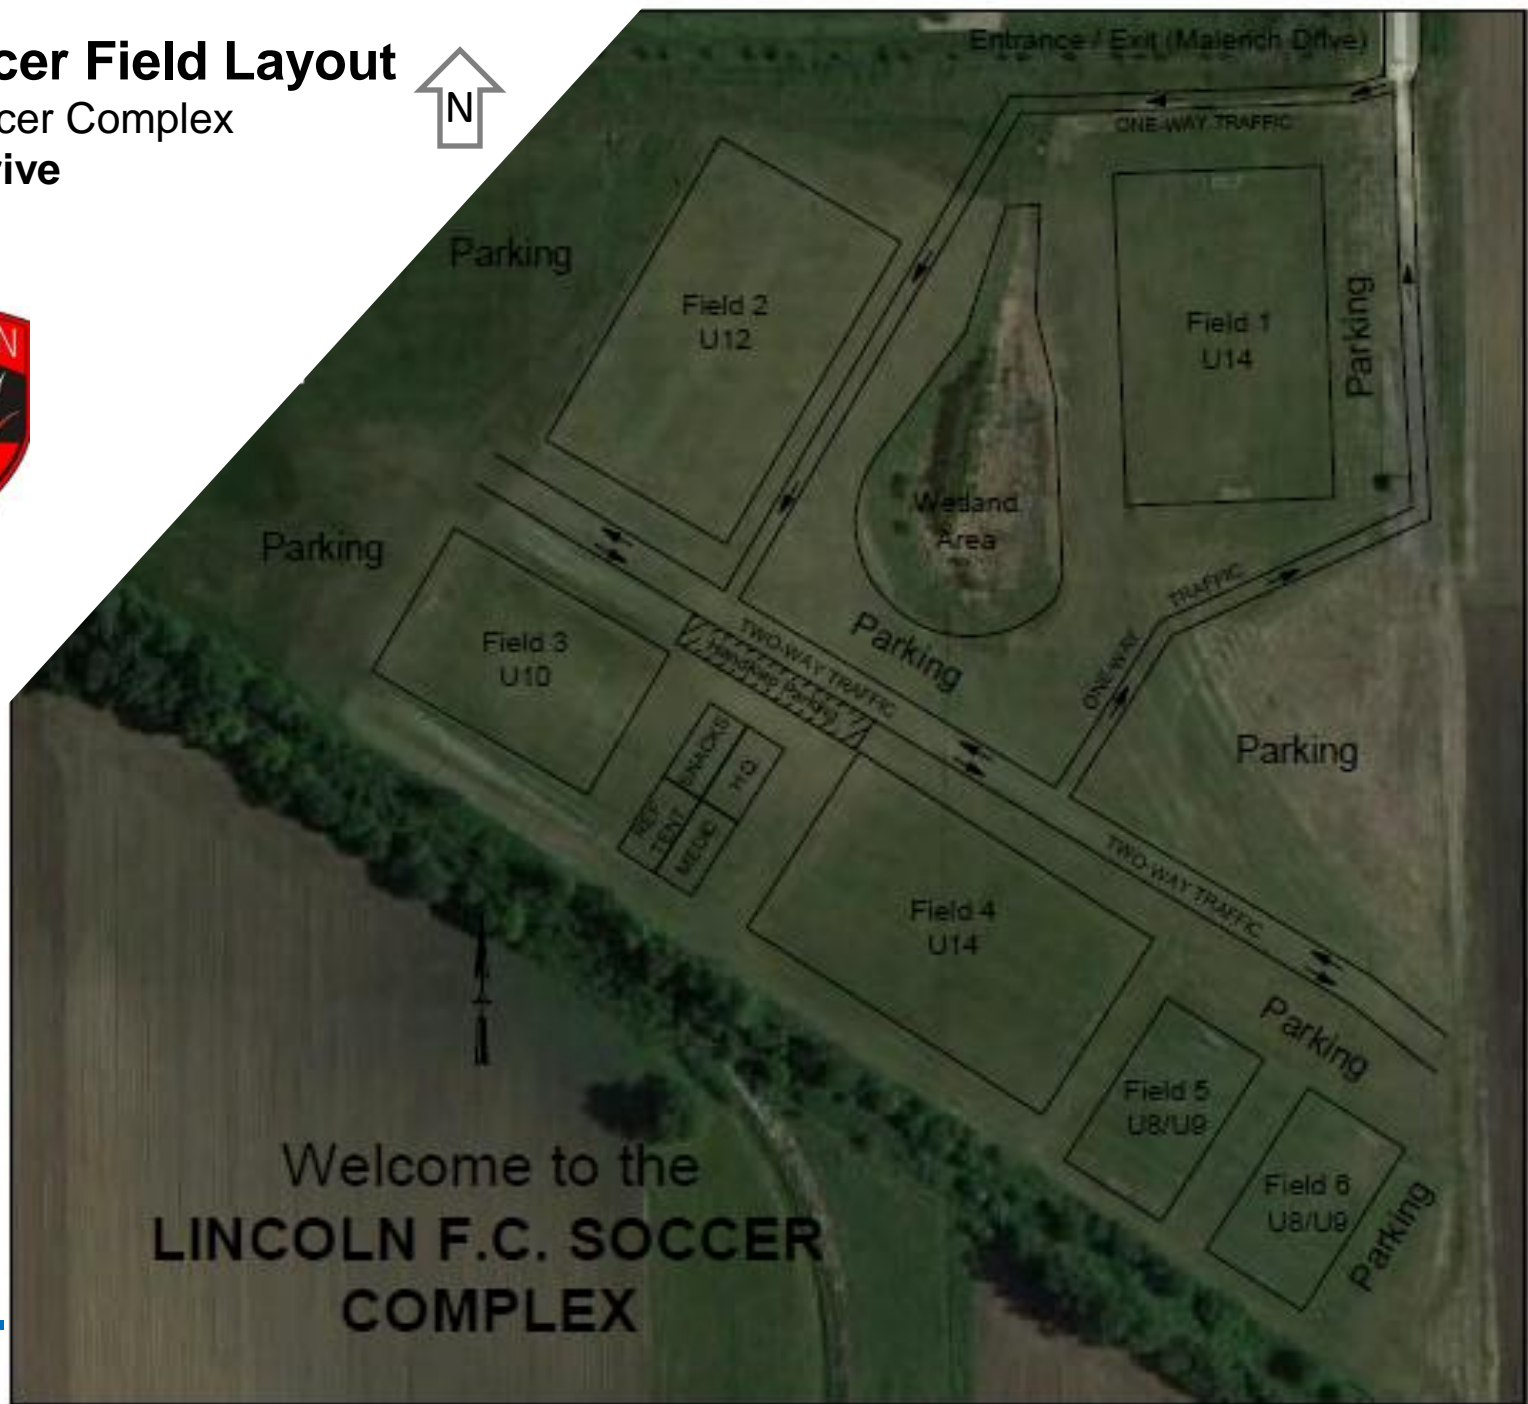 cer Field Layout
cer Complex
rive
N
N
Entrance / Exit (Malerich Drive)
ONE-WAY TRAFFIC
Parking
Field 2
U12
Field 1
U14
Parking
Wetland
Area
Parking
TRAFFIC
ONE-WAY
Parking
TWO-WAY TRAFFIC
Handicap Parking
Field 3
U10
SNACKS
HQ
REF
TENT
MEDIC
Parking
TWO-WAY TRAFFIC
Field 4
U14
Parking
Field 5
U8/U9
Field 6
U8/U9
Parking
Welcome to the
LINCOLN F.C. SOCCER
COMPLEX